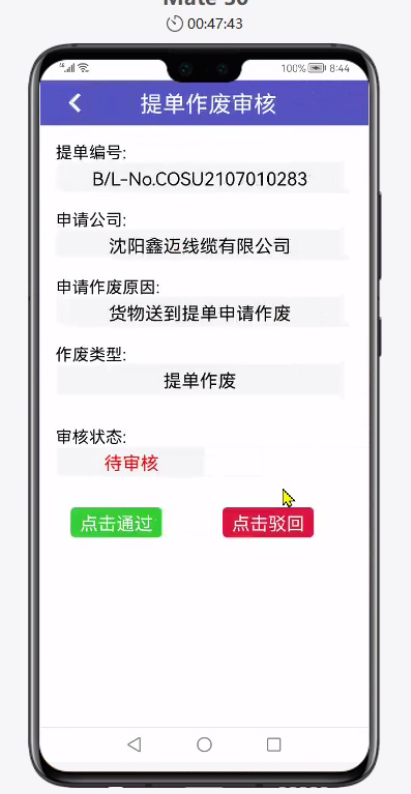 00:47:43
100% 8:44
提单作废审核
提单编号:
B/L-No.COSU2107010283
申请公司:
沈阳鑫迈线缆有限公司
申请作废原因:
货物送到提单申请作废
作废类型:
提单作废
审核状态:
待审核
点击通过 点击驳回